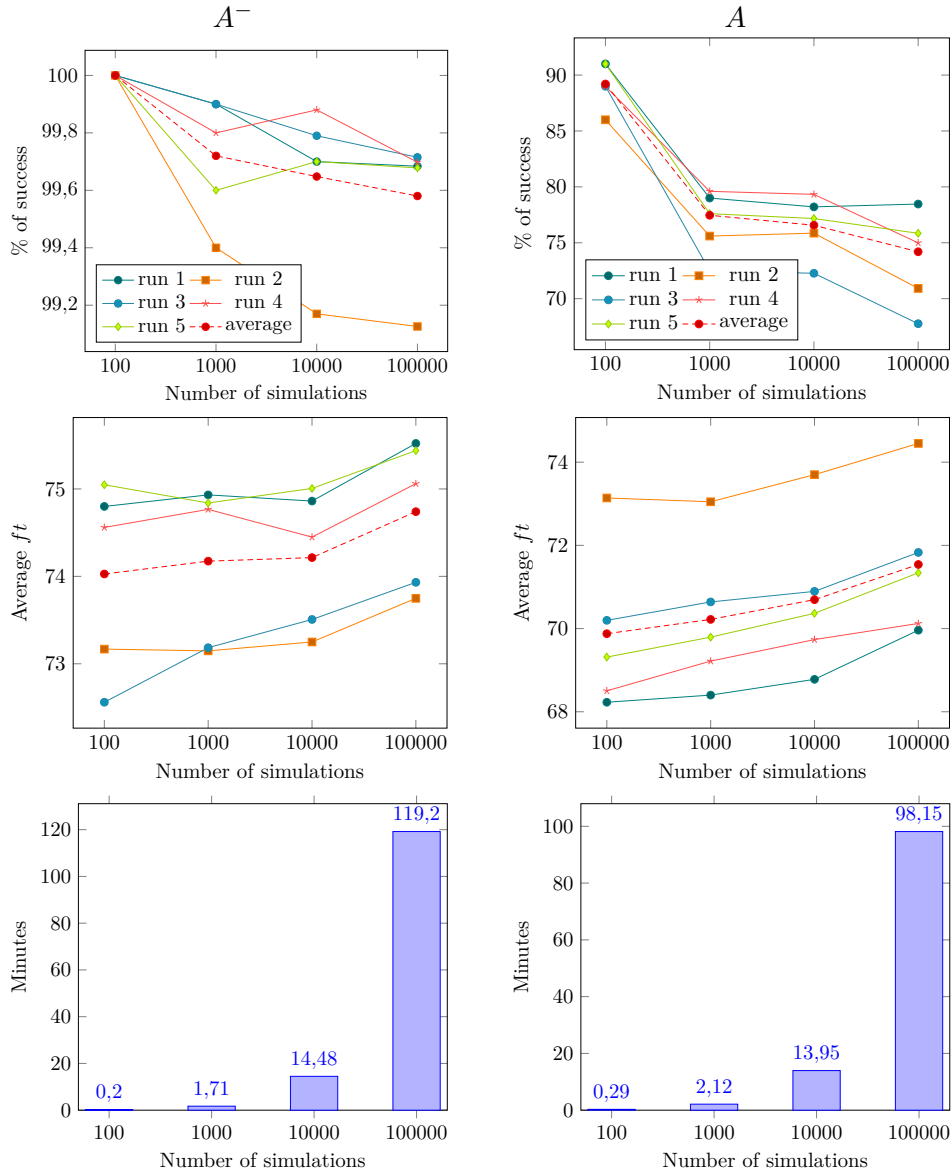 A−
A
100
99.8
99.6
99.4
99,2
% of success
run 1
run 2
run 3
run 4
run 5
average
100
1000
10000
100000
Number of simulations
90
85
80
75
70
% of success
run 1
run 2
run 3
run 4
run 5
average
100
1000
10000
100000
Number of simulations
75
74
73
Average ft
100
1000
10000
100000
Number of simulations
74
72
70
68
Average ft
100
1000
10000
100000
Number of simulations
120
100
80
60
40
20
0
Minutes
0,2
1,71
14,48
119,2
100
1000
10000
100000
Number of simulations
100
80
60
40
20
0
Minutes
0,29
2,12
13,95
98,15
100
1000
10000
100000
Number of simulations